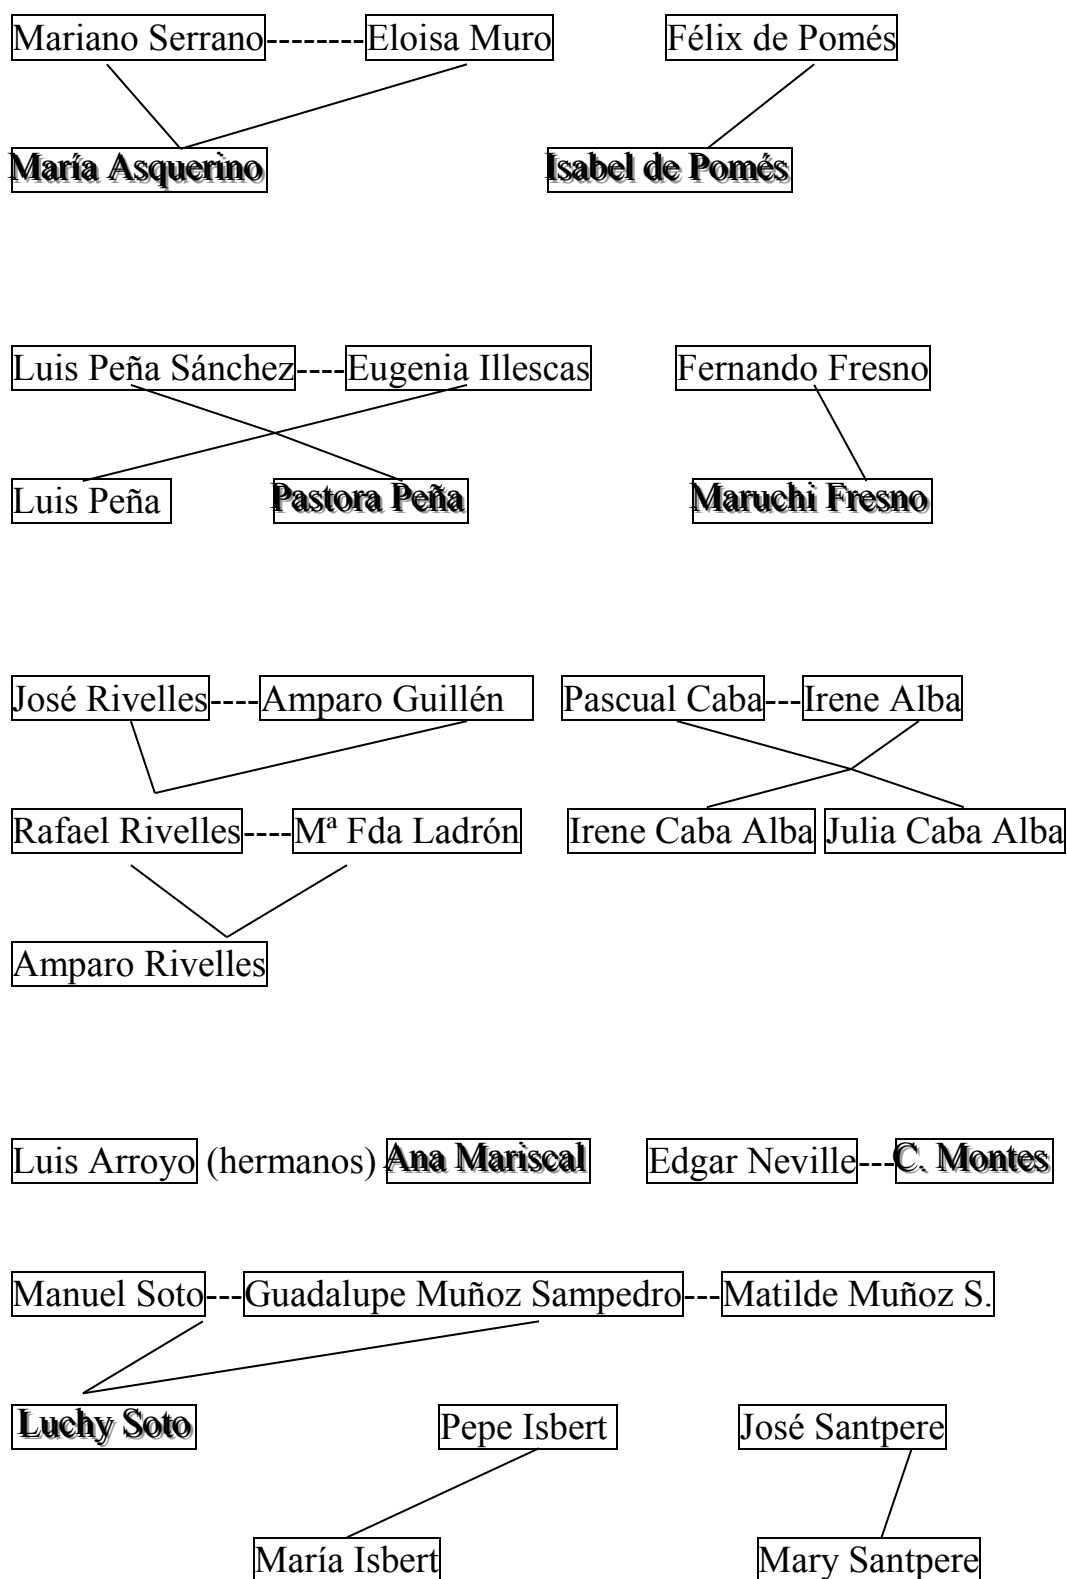 Mariano Serrano--------Eloisa Muro Félix de Pomés
María Asquerino Isabel de Pomés
Luis Peña Sánchez----Eugenia Illescas Fernando Fresno
Luis Peña Pastora Peña Maruchi Fresno
José Rivelles----Amparo Guillén Pascual Caba---Irene Alba
Rafael Rivelles----Mª Fda Ladrón Irene Caba Alba Julia Caba Alba
Amparo Rivelles
Luis Arroyo (hermanos) Ana Mariscal Edgar Neville---C. Montes
Manuel Soto---Guadalupe Muñoz Sampedro---Matilde Muñoz S.
Luchy Soto Pepe Isbert José Santpere
María Isbert Mary Santpere